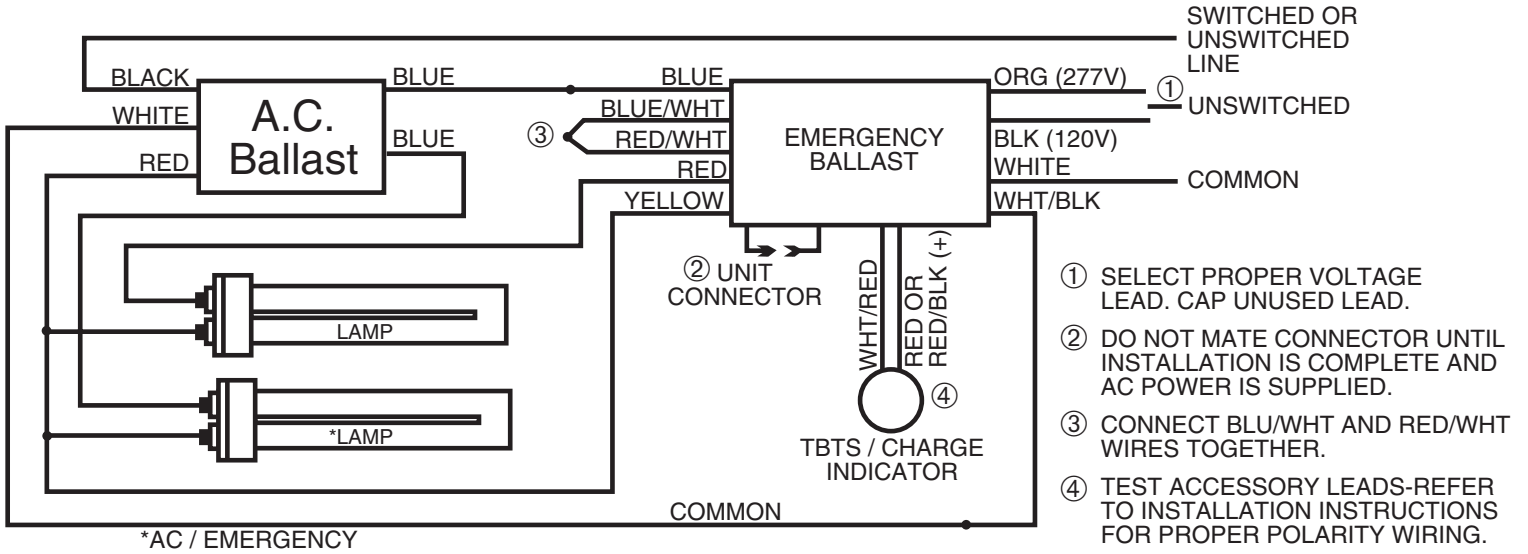 SWITCHED OR
UNSWITCHED
LINE
BLACK
BLUE
BLUE
ORG (277V)
①
UNSWITCHED
WHITE
A.C.
Ballast
BLUE/WHT
③
RED/WHT
EMERGENCY
BALLAST
BLK (120V)
BLUE
RED
RED
WHITE
COMMON
YELLOW
WHT/BLK
② UNIT
CONNECTOR
WHT/RED
RED OR
RED/BLK (+)
④
TBTS / CHARGE
INDICATOR
LAMP
*LAMP
COMMON
*AC / EMERGENCY
① SELECT PROPER VOLTAGE
LEAD. CAP UNUSED LEAD.
② DO NOT MATE CONNECTOR UNTIL
INSTALLATION IS COMPLETE AND
AC POWER IS SUPPLIED.
③ CONNECT BLU/WHT AND RED/WHT
WIRES TOGETHER.
④ TEST ACCESSORY LEADS-REFER
TO INSTALLATION INSTRUCTIONS
FOR PROPER POLARITY WIRING.